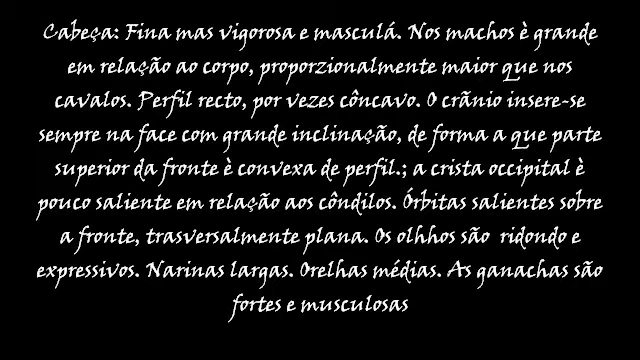 Cabeça: Fina mas vigorosa e masculá. Nos machos è grande
em relação ao corpo, proporzionalmente maior que nos
cavalos. Perfil recto, por vezes côncavo. O crãnio insere-se
sempre na face com grande inclinação, de forma a que parte
superior da fronte è convexa de perfil.; a crista occipital è
pouco saliente em relação aos côndilos. Órbitas salientes sobre
a fronte, trasversalmente plana. Os olhhos são ridondo e
expressivos. Narinas largas. Orelhas médias. As ganachas são
fortes e musculosas